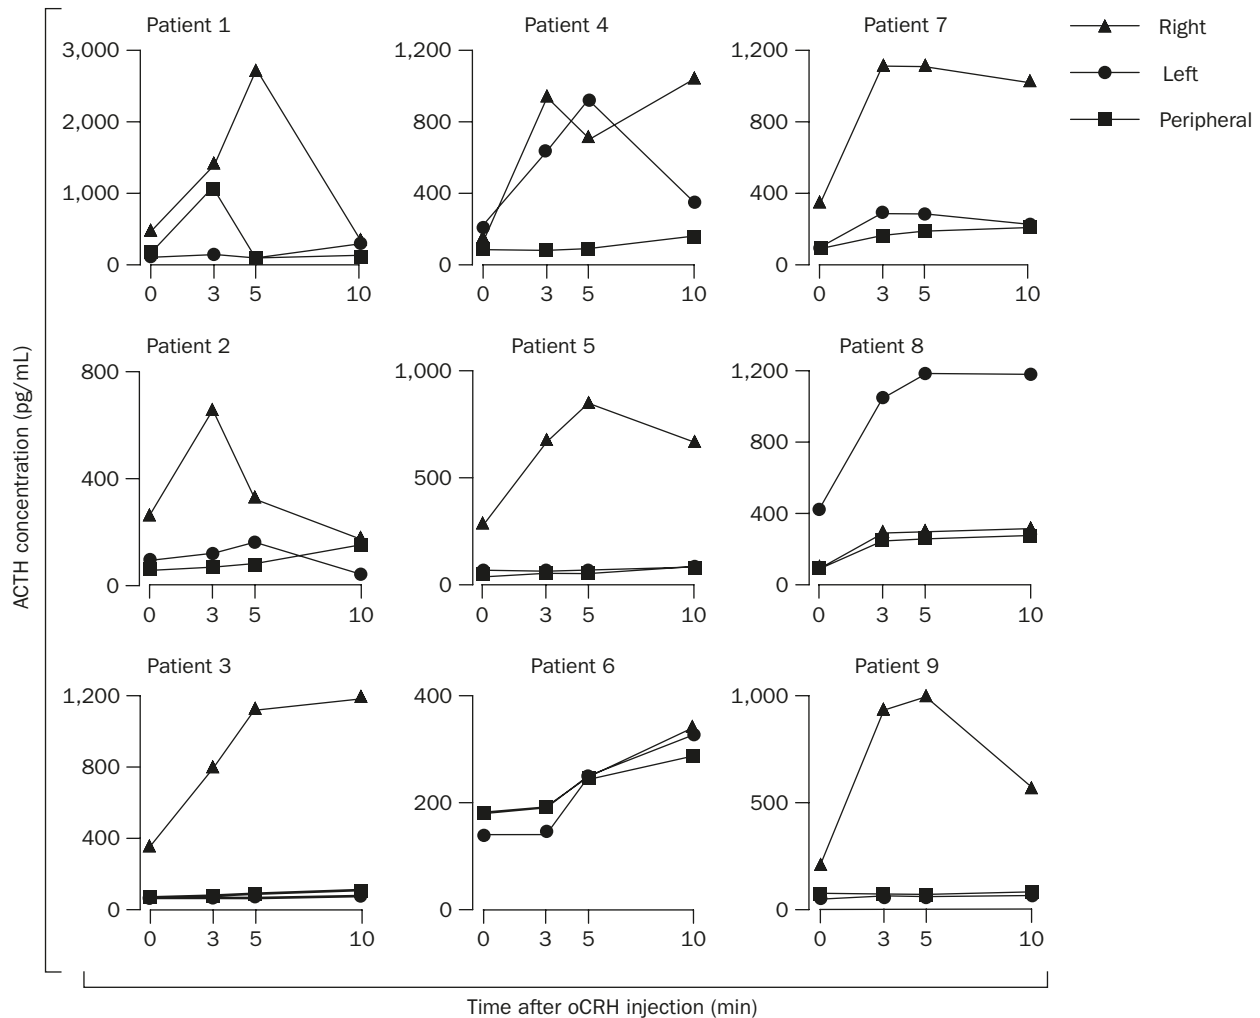 Patient 1
3,000
2,000
1,000
0
0 3 5 10
Patient 4
1,200
800
400
0
0 3 5 10
Patient 7
1,200
800
400
0
0 3 5 10
Right
Left
Peripheral
Patient 2
800
400
0
0 3 5 10
Patient 5
1,000
500
0
0 3 5 10
Patient 8
1,200
800
400
0
0 3 5 10
Patient 3
1,200
800
400
0
0 3 5 10
Patient 6
400
200
0
0 3 5 10
Patient 9
1,000
500
0
0 3 5 10
ACTH concentration (pg/mL)
Time after oCRH injection (min)